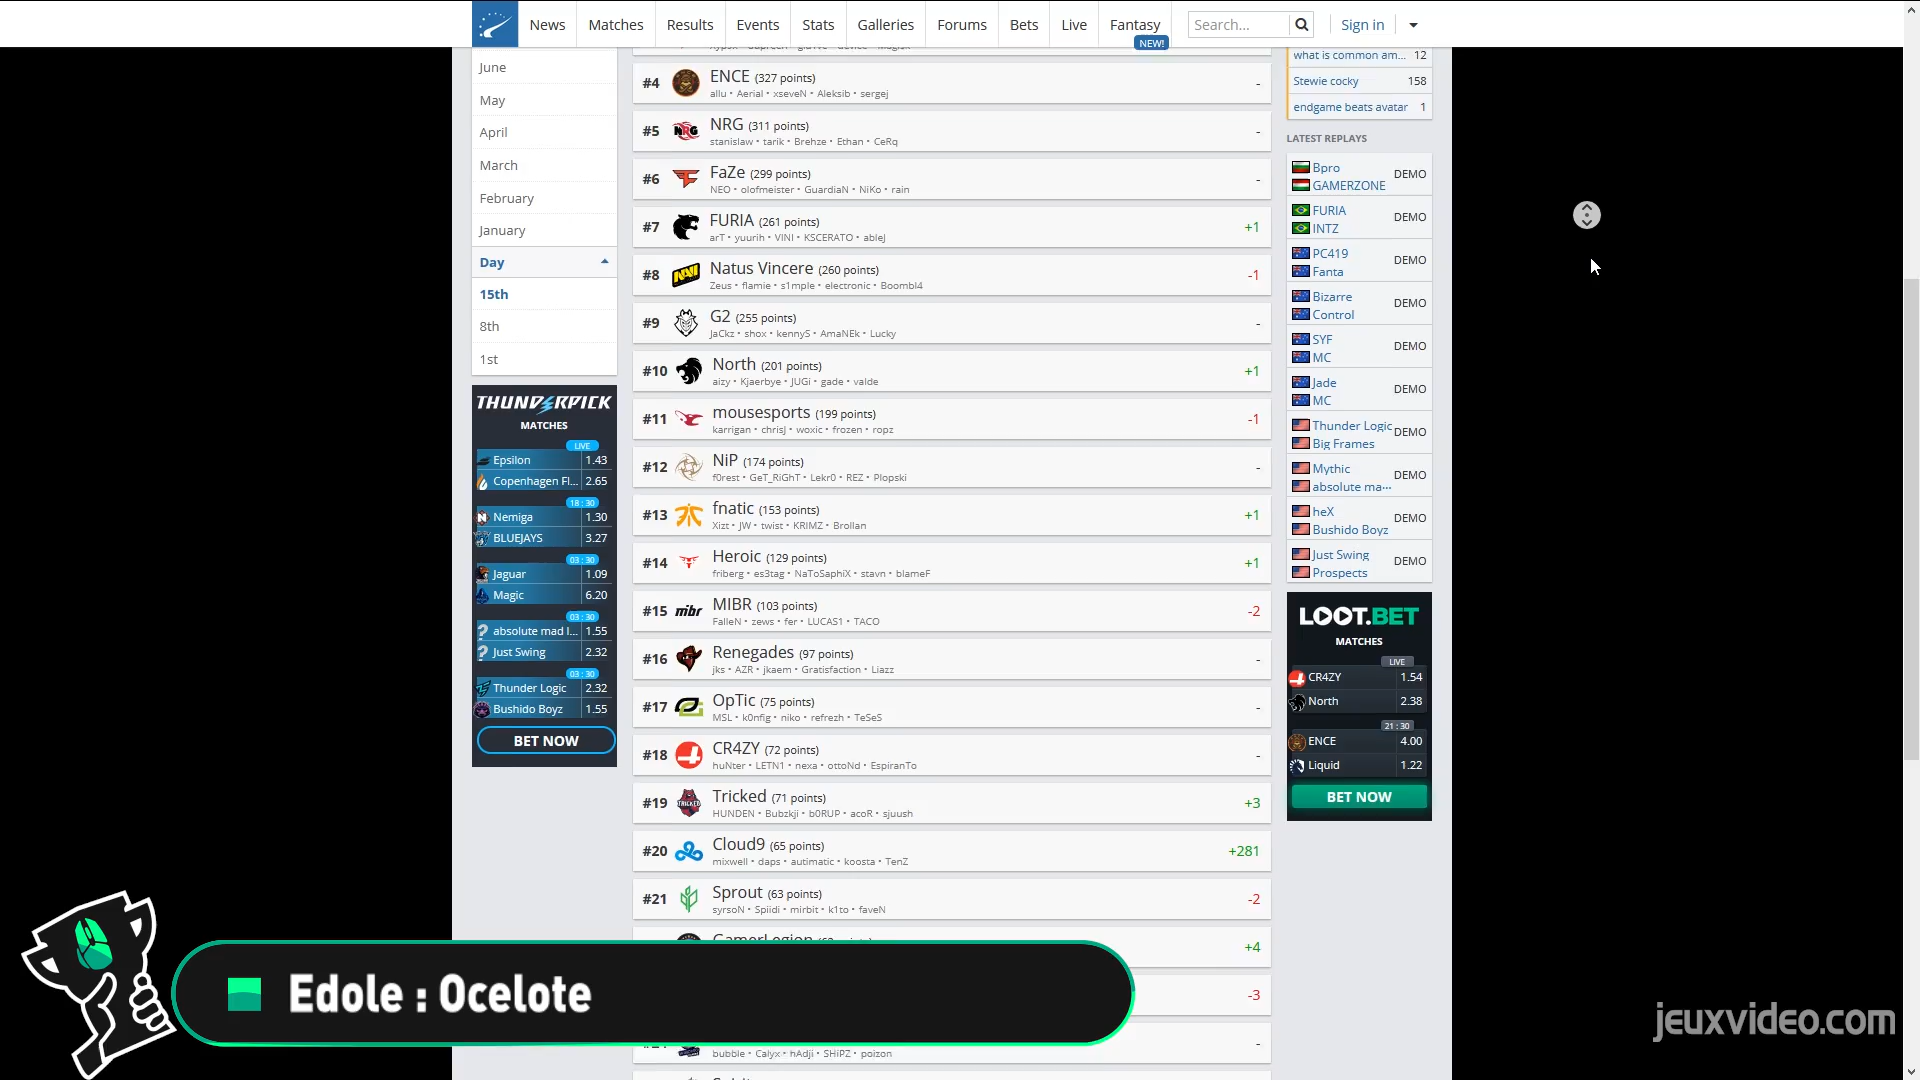 News Matches Results Events Stats Galleries Forums Bets Live Fantasy Search... Sign in
NEW!
June
May
April
March
February
January
Day
15th
8th
1st
THUNDERPICK
MATCHES
LIVE
Epsilon 1.43
Copenhagen Fl... 2.65
18:30
Nemiga 1.30
BLUEJAYS 3.27
03:30
Jaguar 1.09
Magic 6.20
03:30
absolute mad l... 1.55
Just Swing 2.32
03:30
Thunder Logic 2.32
Bushido Boyz 1.55
BET NOW
#4 ENCE (327 points) -
allu • Aerial • xseveN • Aleksib • sergej
#5 NRG (311 points) -
stanislaw • tarik • Brehze • Ethan • CeRq
#6 FaZe (299 points) -
NEO • olofmeister • GuardiaN • NiKo • rain
#7 FURIA (261 points) +1
arT • yuurih • VINI • KSCERATO • ableJ
#8 Natus Vincere (260 points) -1
Zeus • flamie • s1mple • electronic • Boombl4
#9 G2 (255 points) -
JaCkz • shox • kennyS • AmaNEk • Lucky
#10 North (201 points) +1
aizy • Kjaerbye • JUGi • gade • valde
#11 mousesports (199 points) -1
karrigan • chrisJ • woxic • frozen • ropz
#12 NiP (174 points) -
f0rest • GeT_RiGhT • Lekr0 • REZ • Plopski
#13 fnatic (153 points) +1
Xizt • JW • twist • KRIMZ • Brollan
#14 Heroic (129 points) +1
friberg • es3tag • NaToSaphiX • stavn • blameF
#15 mibr MIBR (103 points) -2
FalleN • zews • fer • LUCAS1 • TACO
#16 Renegades (97 points) -
jks • AZR • jkaem • Gratisfaction • Liazz
#17 OpTic (75 points) -
MSL • k0nfig • niko • refrezh • TeSeS
#18 CR4ZY (72 points) -
huNter • LETN1 • nexa • ottoNd • EspiranTo
#19 Tricked (71 points) +3
HUNDEN • Bubzkji • b0RUP • acoR • sjuush
#20 Cloud9 (65 points) +281
mixwell • daps • autimatic • koosta • TenZ
#21 Sprout (63 points) -2
syrsoN • Spiidi • mirbit • k1to • faveN
GamerLegion +4
-3
-
bubble • Calyx • hAdji • SHiPZ • poizon
what is common am... 12
Stewie cocky 158
endgame beats avatar 1
LATEST REPLAYS
Bpro
GAMERZONE DEMO
FURIA
INTZ DEMO
PC419
Fanta DEMO
Bizarre
Control DEMO
SYF
MC DEMO
Jade
MC DEMO
Thunder Logic
Big Frames DEMO
Mythic
absolute ma... DEMO
heX
Bushido Boyz DEMO
Just Swing
Prospects DEMO
LOOT.BET
MATCHES
LIVE
CR4ZY 1.54
North 2.38
21:30
ENCE 4.00
Liquid 1.22
BET NOW
Edole : Ocelote
jeuxvideo.com